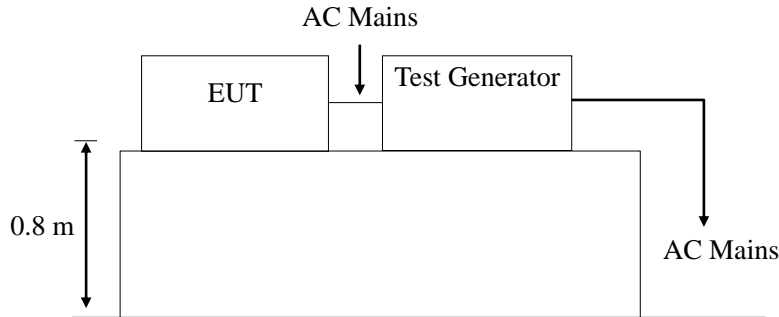 AC Mains
EUT
Test Generator
0.8 m
AC Mains